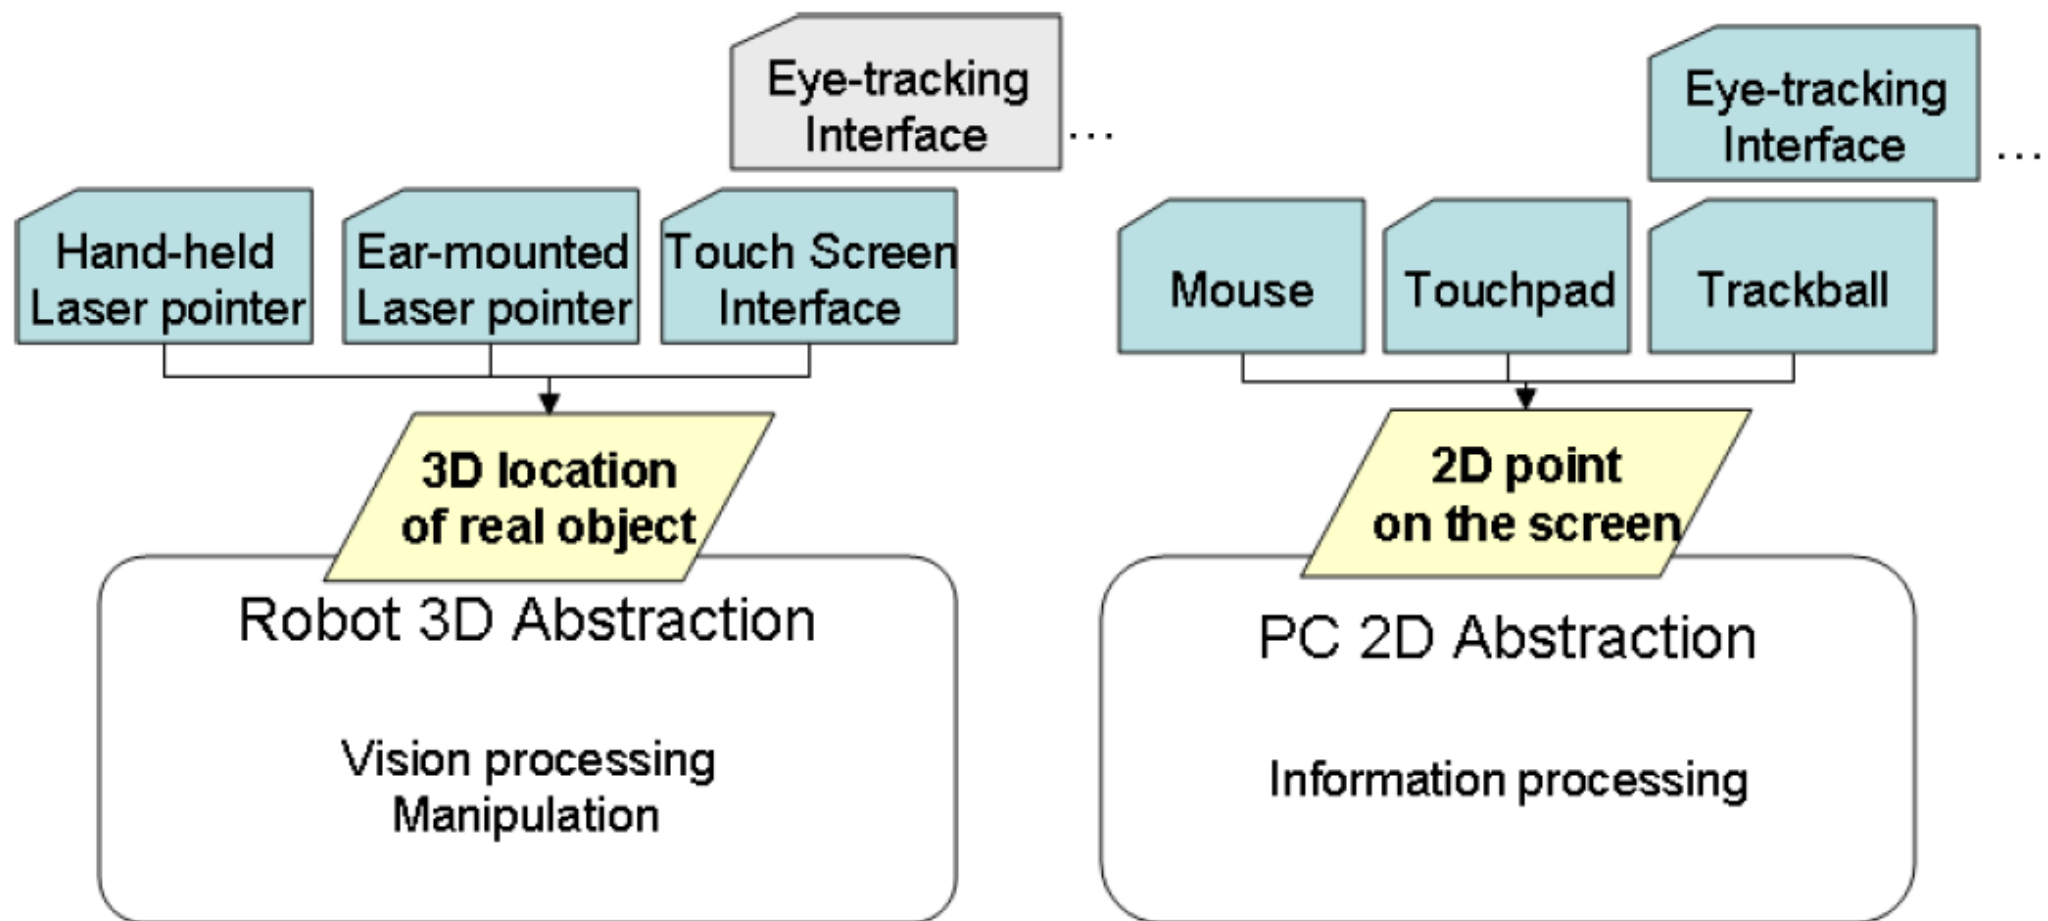 Eye-tracking
Interface
...
Eye-tracking
Interface
...
Hand-held
Laser pointer
Ear-mounted
Laser pointer
Touch Screen
Interface
Mouse
Touchpad
Trackball
3D location
of real object
2D point
on the screen
Robot 3D Abstraction
Vision processing
Manipulation
PC 2D Abstraction
Information processing